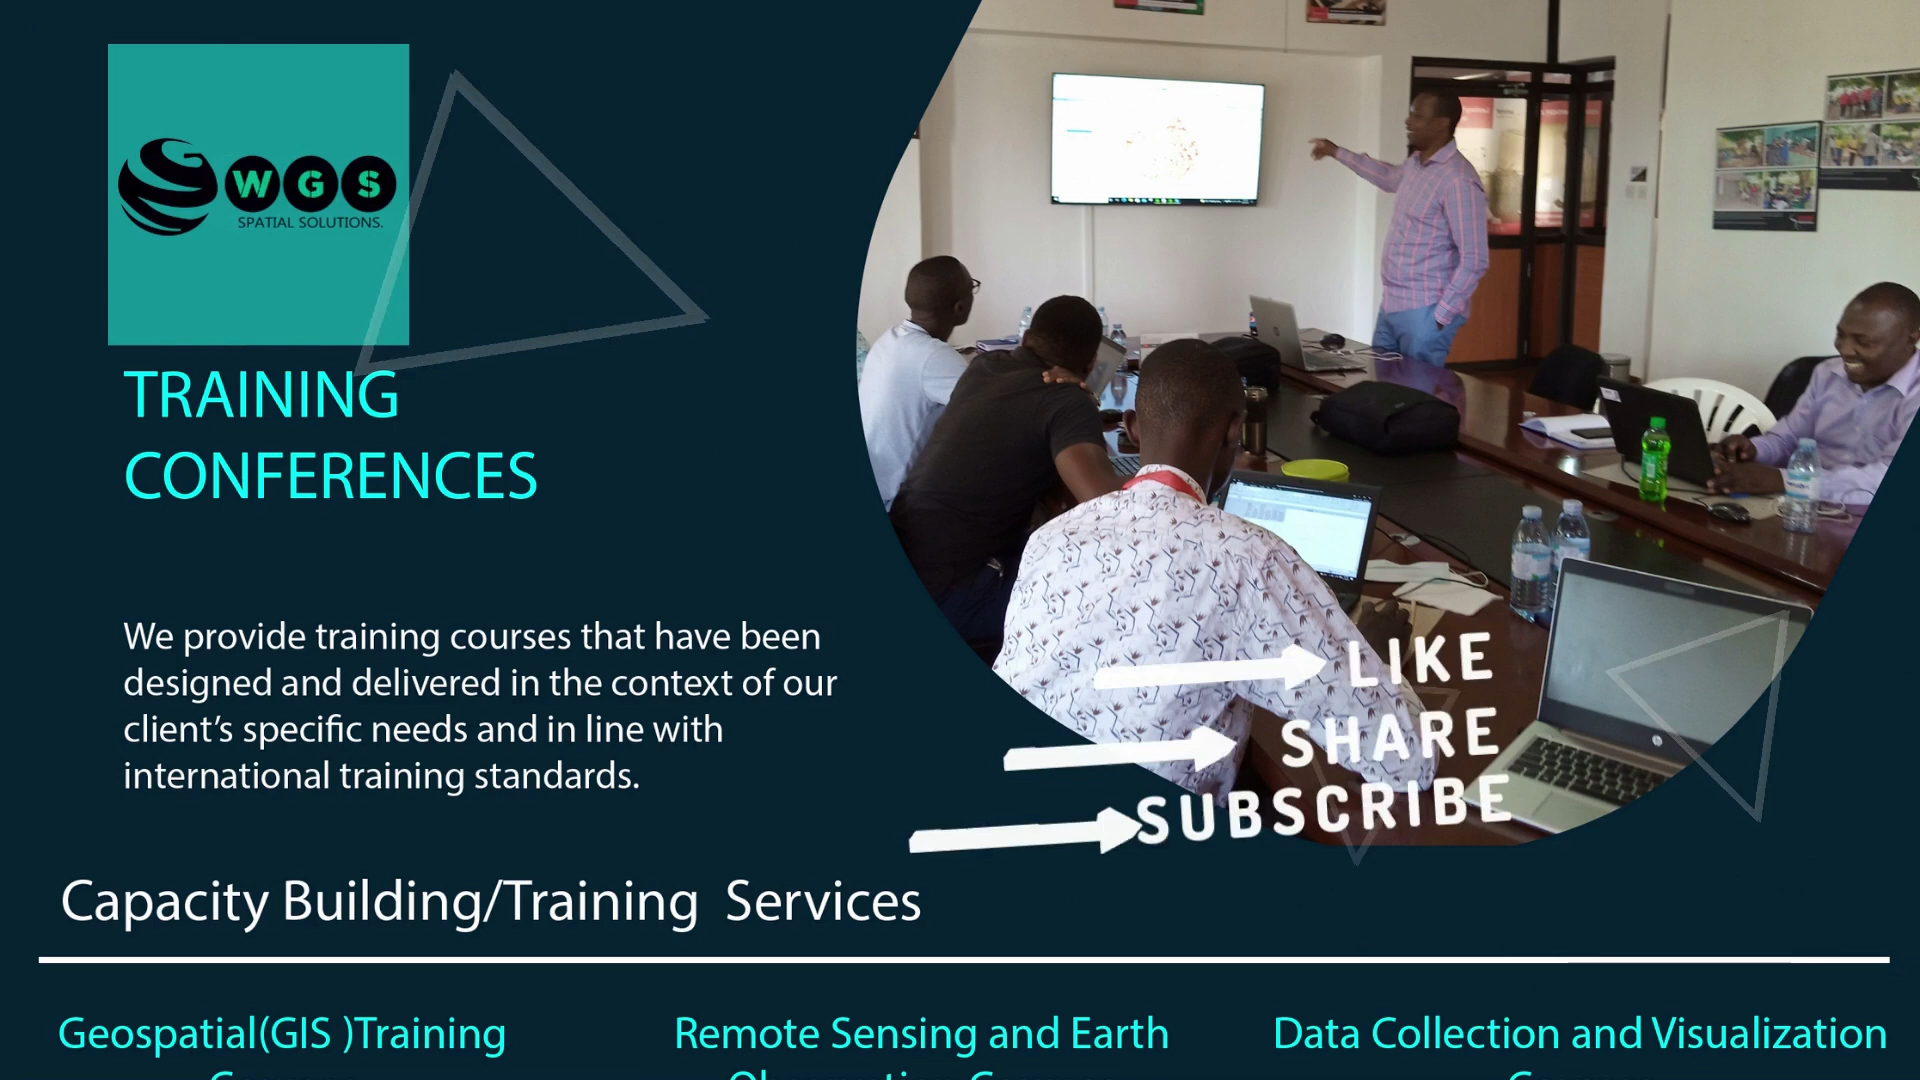 WGS
SPATIAL SOLUTIONS.
TRAINING
CONFERENCES
We provide training courses that have been
designed and delivered in the context of our
client's specific needs and in line with
international training standards.
LIKE
SHARE
SUBSCRIBE
Capacity Building/Training  Services
Geospatial(GIS )Training
Remote Sensing and Earth
Data Collection and Visualization